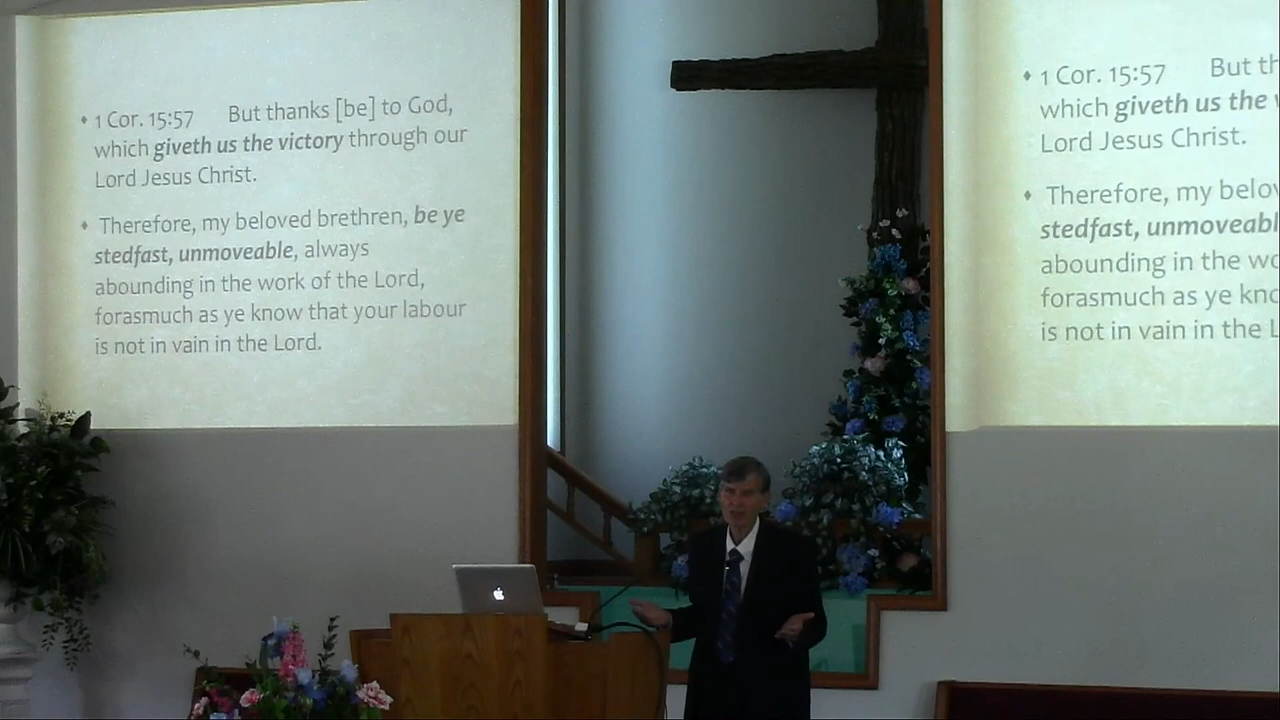 1 Cor. 15:57 But thanks [be] to God,
which giveth us the victory through our
Lord Jesus Christ.
Therefore, my beloved brethren, be ye
stedfast, unmoveable, always
abounding in the work of the Lord,
forasmuch as ye know that your labour
is not in vain in the Lord.
1 Cor. 15:57 But th
which giveth us the
Lord Jesus Christ.
Therefore, my belov
stedfast, unmoveabl
abounding in the wo
forasmuch as ye kno
is not in vain in the L